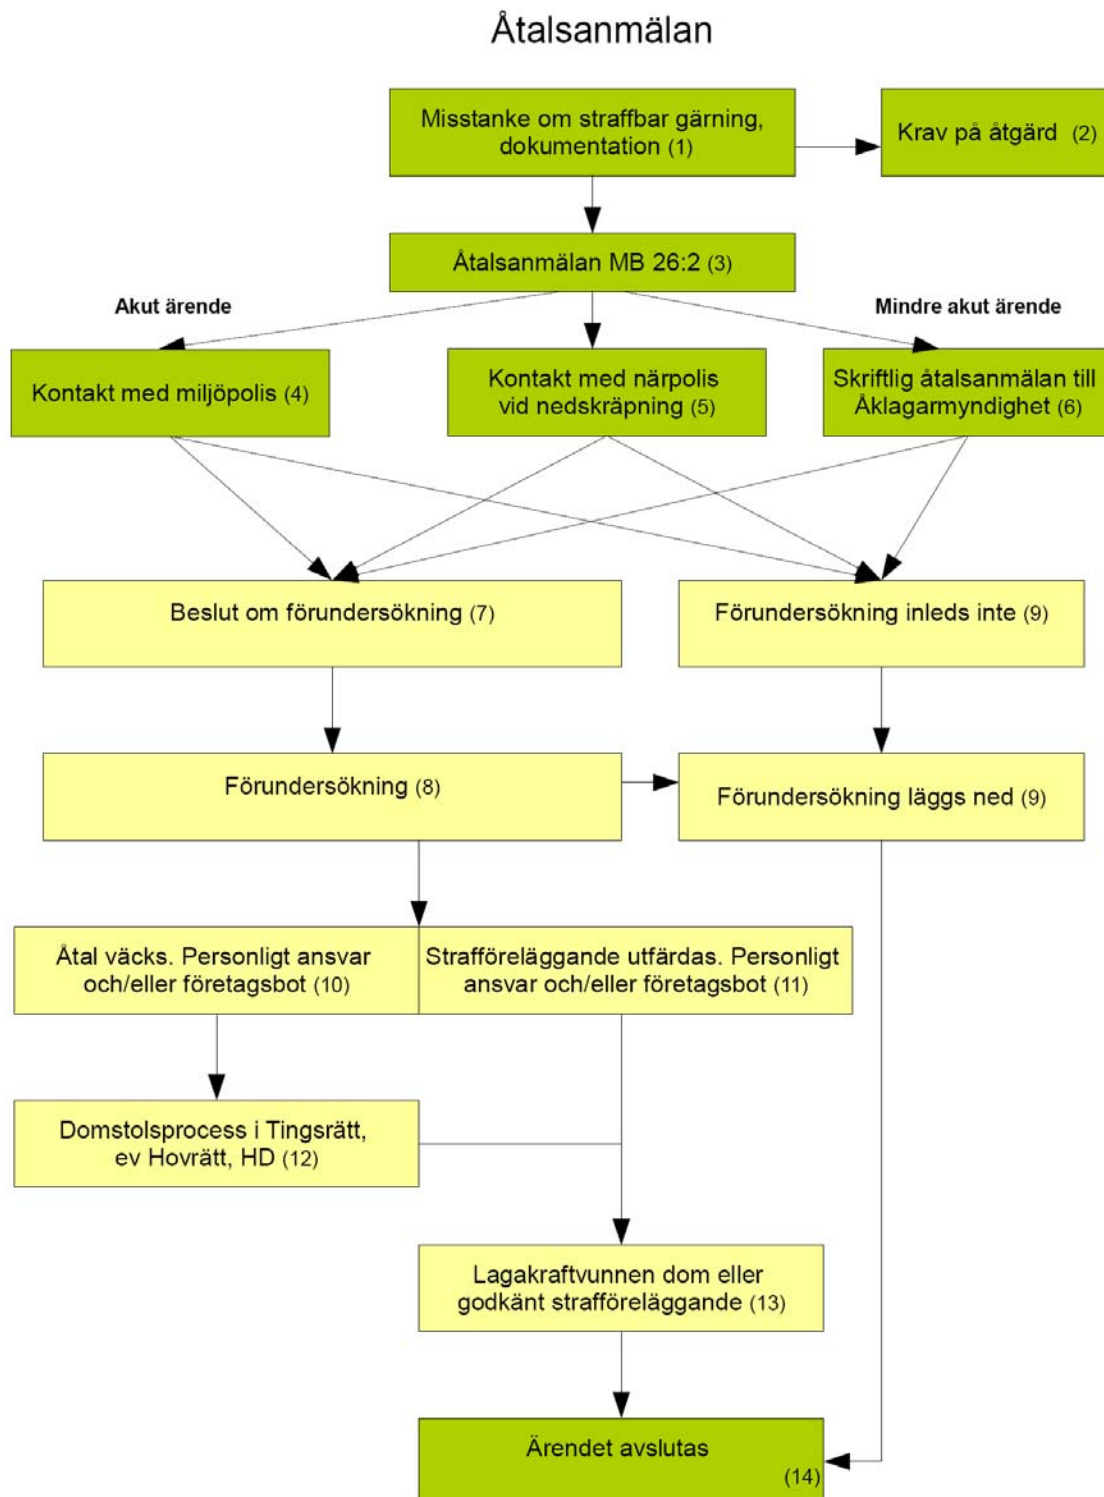 Åtalsanmälan
Misstanke om straffbar gärning,
dokumentation (1)
Krav på åtgärd (2)
Åtalsanmälan MB 26:2 (3)
Akut ärende
Mindre akut ärende
Kontakt med miljöpolis (4)
Kontakt med närpolis
vid nedskräpning (5)
Skriftlig åtalsanmälan till
Åklagarmyndighet (6)
Beslut om förundersökning (7)
Förundersökning inleds inte (9)
Förundersökning (8)
Förundersökning läggs ned (9)
Åtal väcks. Personligt ansvar
och/eller företagsbot (10)
Strafföreläggande utfärdas. Personligt
ansvar och/eller företagsbot (11)
Domstolsprocess i Tingsrätt,
ev Hovrätt, HD (12)
Lagakraftvunnen dom eller
godkänt strafföreläggande (13)
Ärendet avslutas
(14)